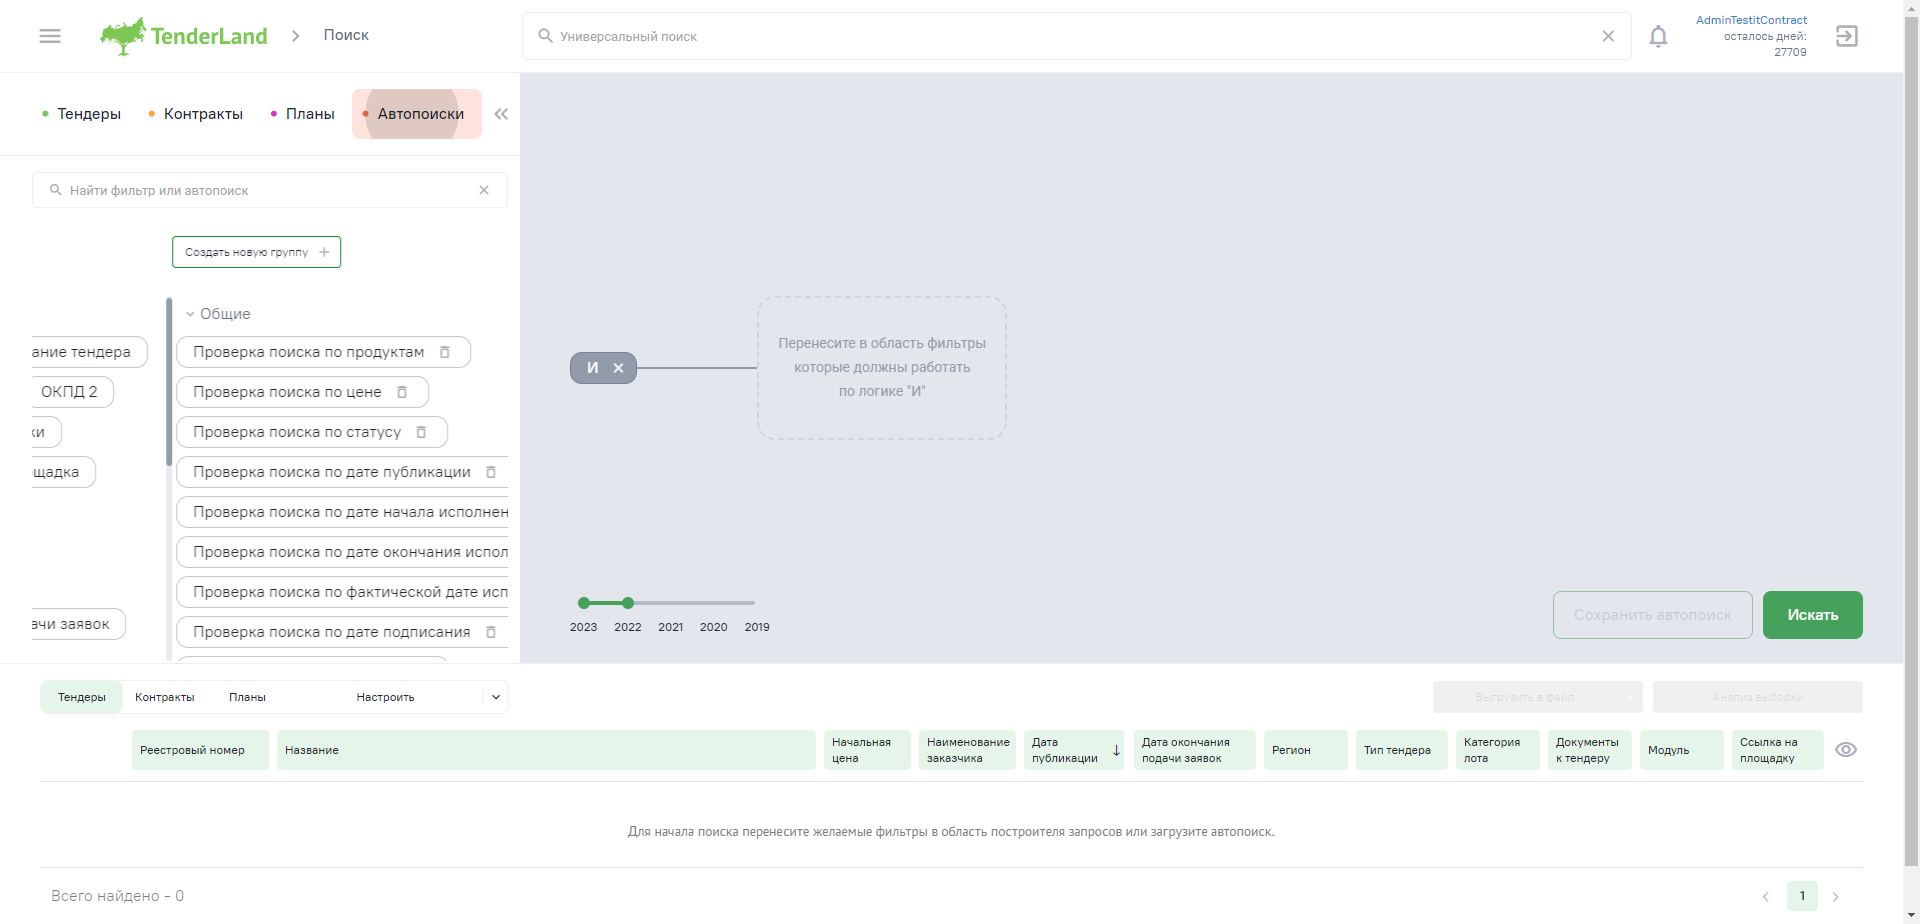 TenderLand
Поиск
Универсальный поиск
AdminTestitContract
осталось дней:
27709
Тендеры
Контракты
Планы
Автопоиски
Найти фильтр или автопоиск
Создать новую группу
Общие
ание тендера
Проверка поиска по продуктам
ОКПД 2
Проверка поиска по цене
ки
Проверка поиска по статусу
щадка
Проверка поиска по дате публикации
Проверка поиска по дате начала исполнен
Проверка поиска по дате окончания испол
Проверка поиска по фактической дате исп
ачи заявок
Проверка поиска по дате подписания
И
Перенесите в область фильтры
которые должны работать
по логике "И"
2023 2022 2021 2020 2019
Сохранить автопоиск
Искать
Тендеры
Контракты
Планы
Настроить
Выгрузить в файл
Анализ выборки
Реестровый номер
Название
Начальная
цена
Наименование
заказчика
Дата
публикации
Дата окончания
подачи заявок
Регион
Тип тендера
Категория
лота
Документы
к тендеру
Модуль
Ссылка на
площадку
Для начала поиска перенесите желаемые фильтры в область построителя запросов или загрузите автопоиск.
Всего найдено - 0
1